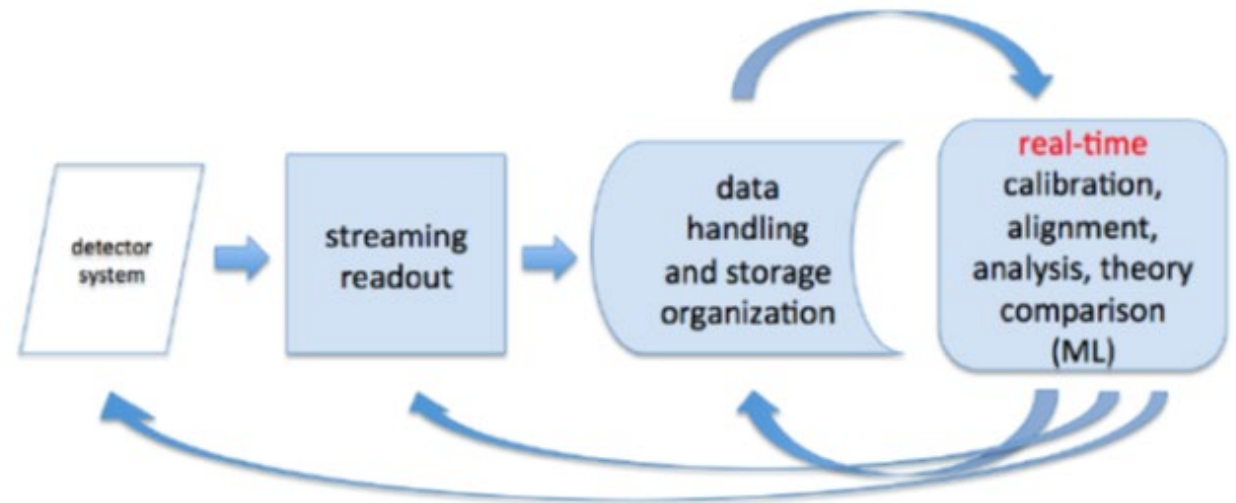 detector
system
streaming
readout
data
handling
and storage
organization
real-time
calibration,
alignment,
analysis, theory
comparison
(ML)